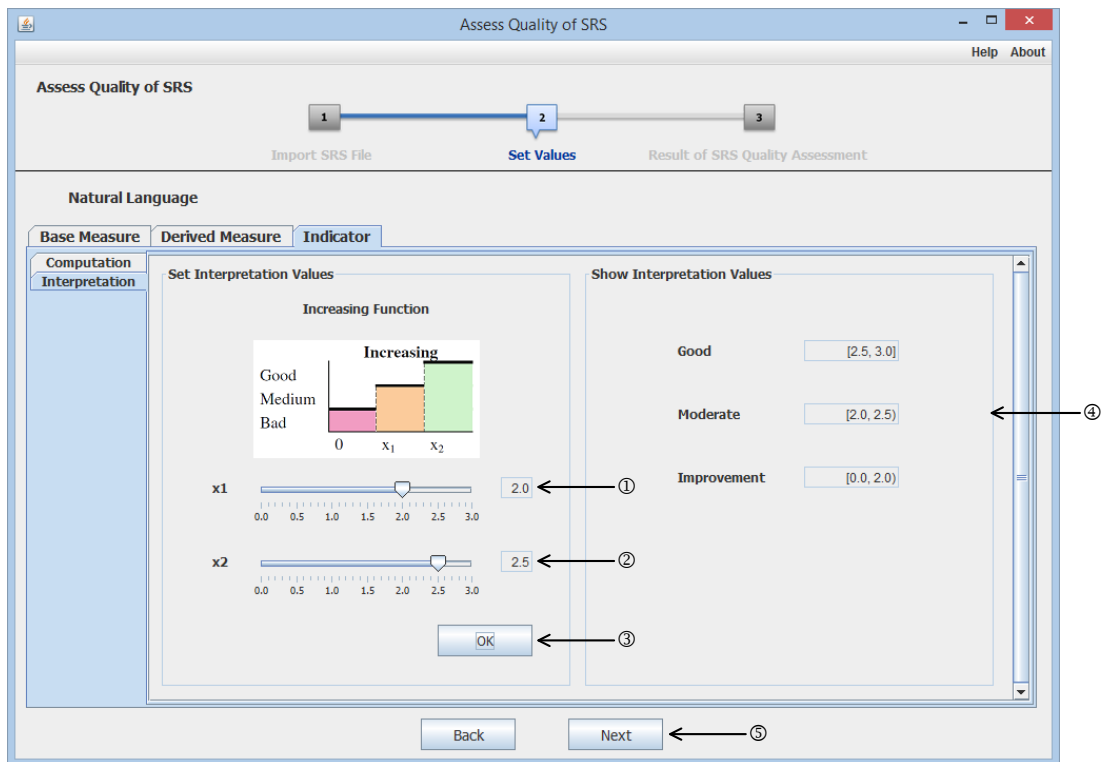 Assess Quality of SRS
Help About
Assess Quality of SRS
1 2 3
Import SRS File Set Values Result of SRS Quality Assessment
Natural Language
Base Measure Derived Measure Indicator
Computation
Interpretation
Set Interpretation Values
Increasing Function
Increasing
Good
Medium
Bad
0 x1 x2
x1 2.0 ①
0.0 0.5 1.0 1.5 2.0 2.5 3.0
x2 2.5 ②
0.0 0.5 1.0 1.5 2.0 2.5 3.0
OK ③
Show Interpretation Values
Good [2.5, 3.0]
Moderate [2.0, 2.5)
④
Improvement [0.0, 2.0)
Back Next ⑤